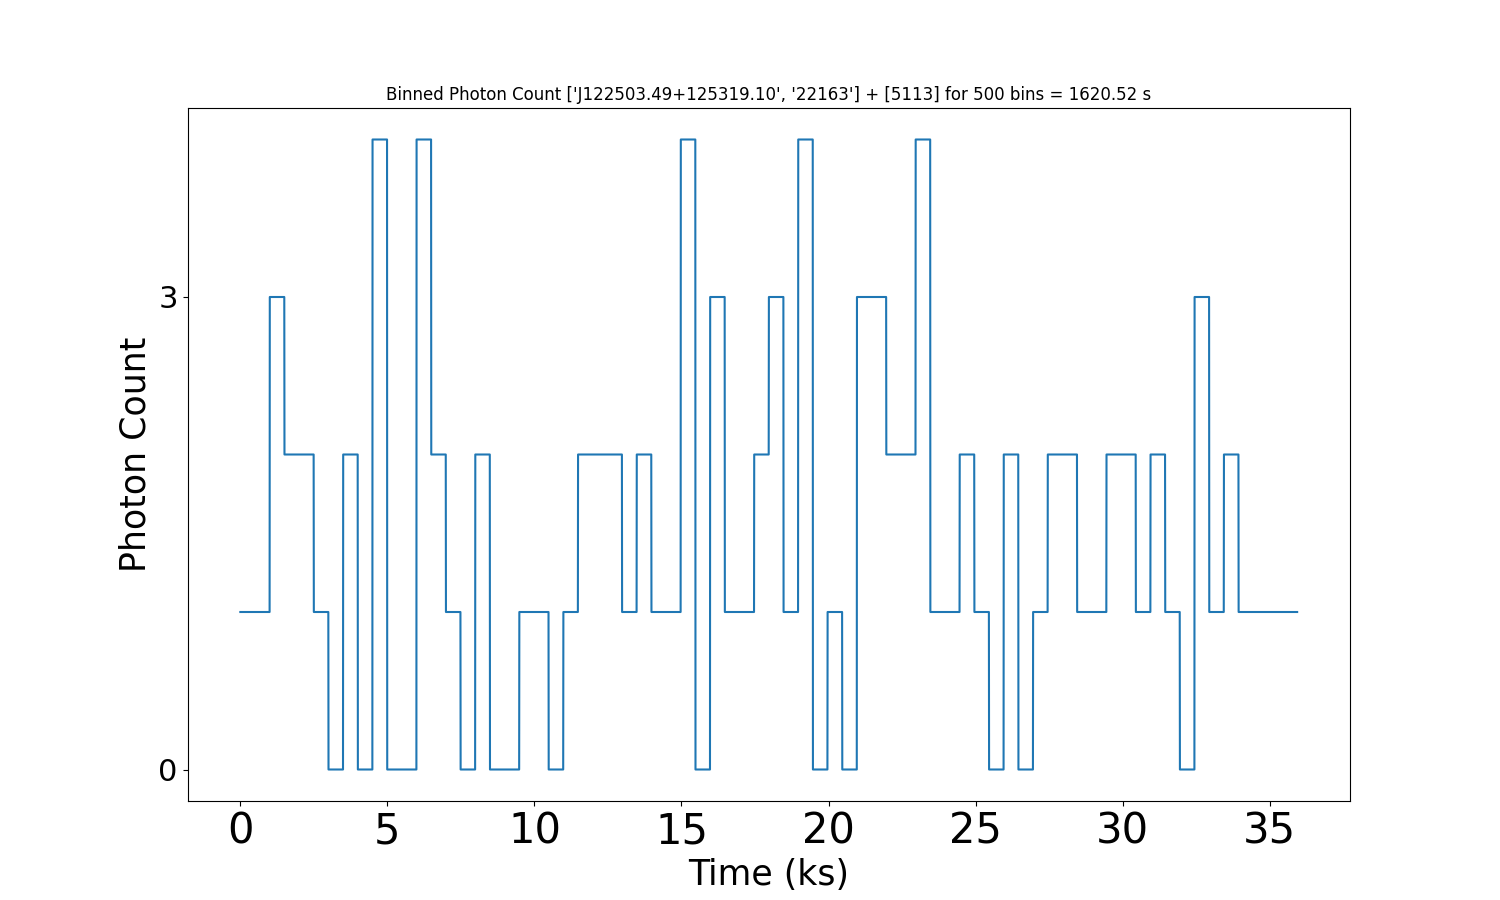 Binned Photon Count ['J122503.49+125319.10', '22163'] + [5113] for 500 bins = 1620.52 s
3
0
Photon Count
0 5 10 15 20 25 30 35
Time (ks)